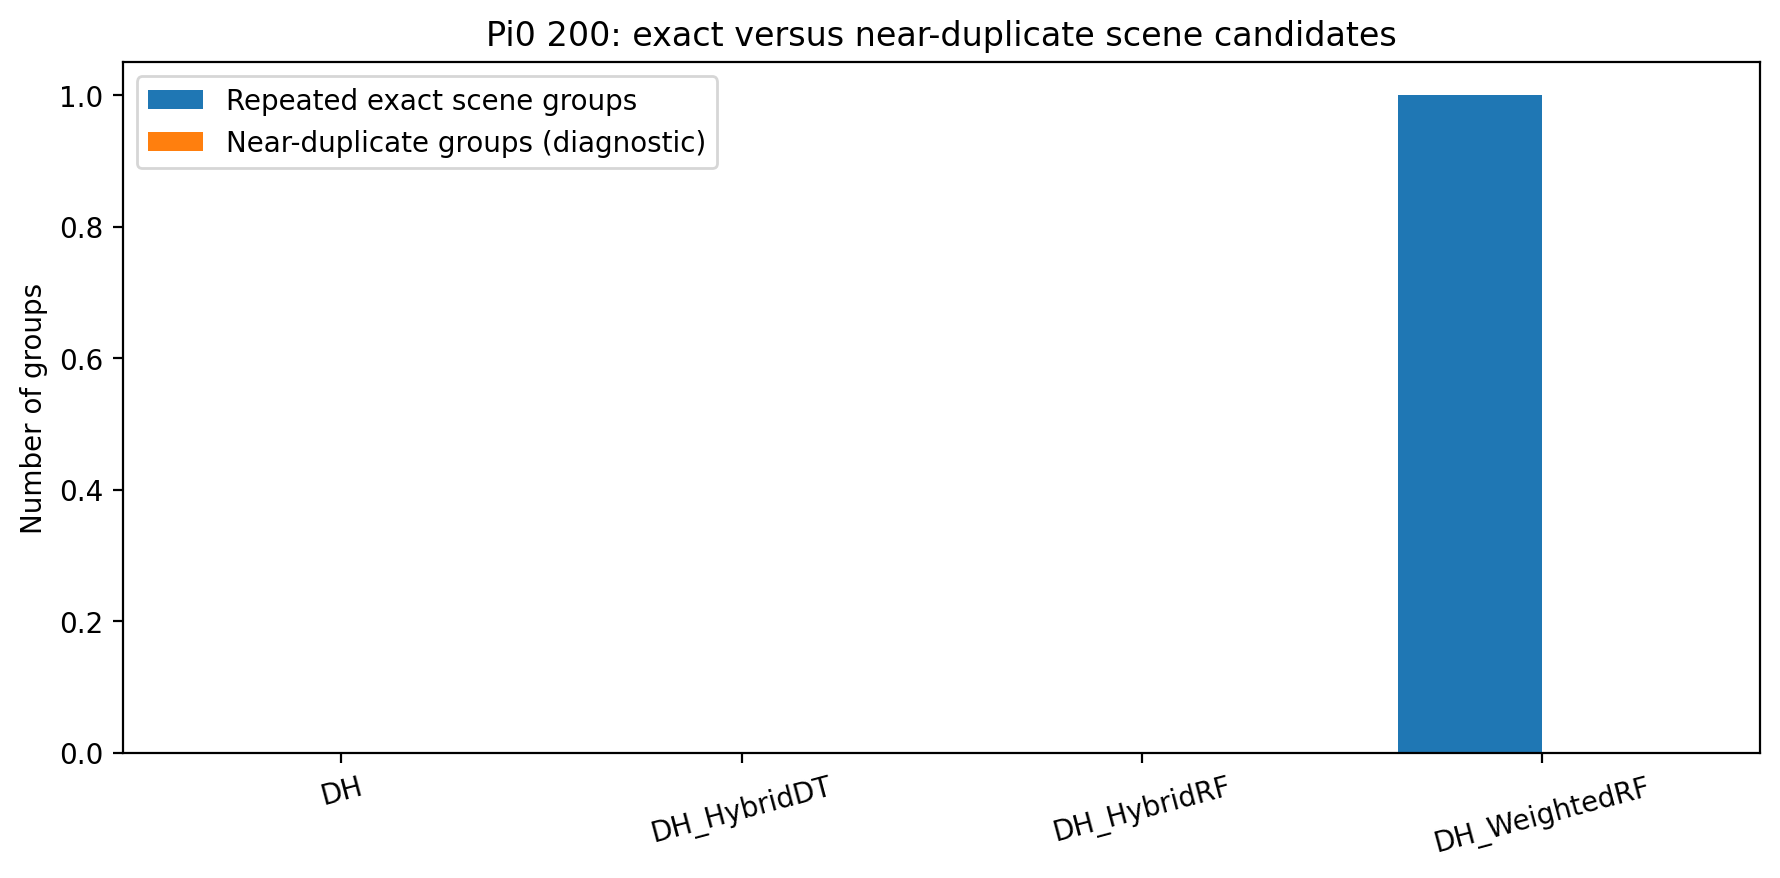 Pi0 200: exact versus near-duplicate scene candidates
Repeated exact scene groups
Near-duplicate groups (diagnostic)
Number of groups
1.0
0.8
0.6
0.4
0.2
0.0
DH
DH_HybridDT
DH_HybridRF
DH_WeightedRF